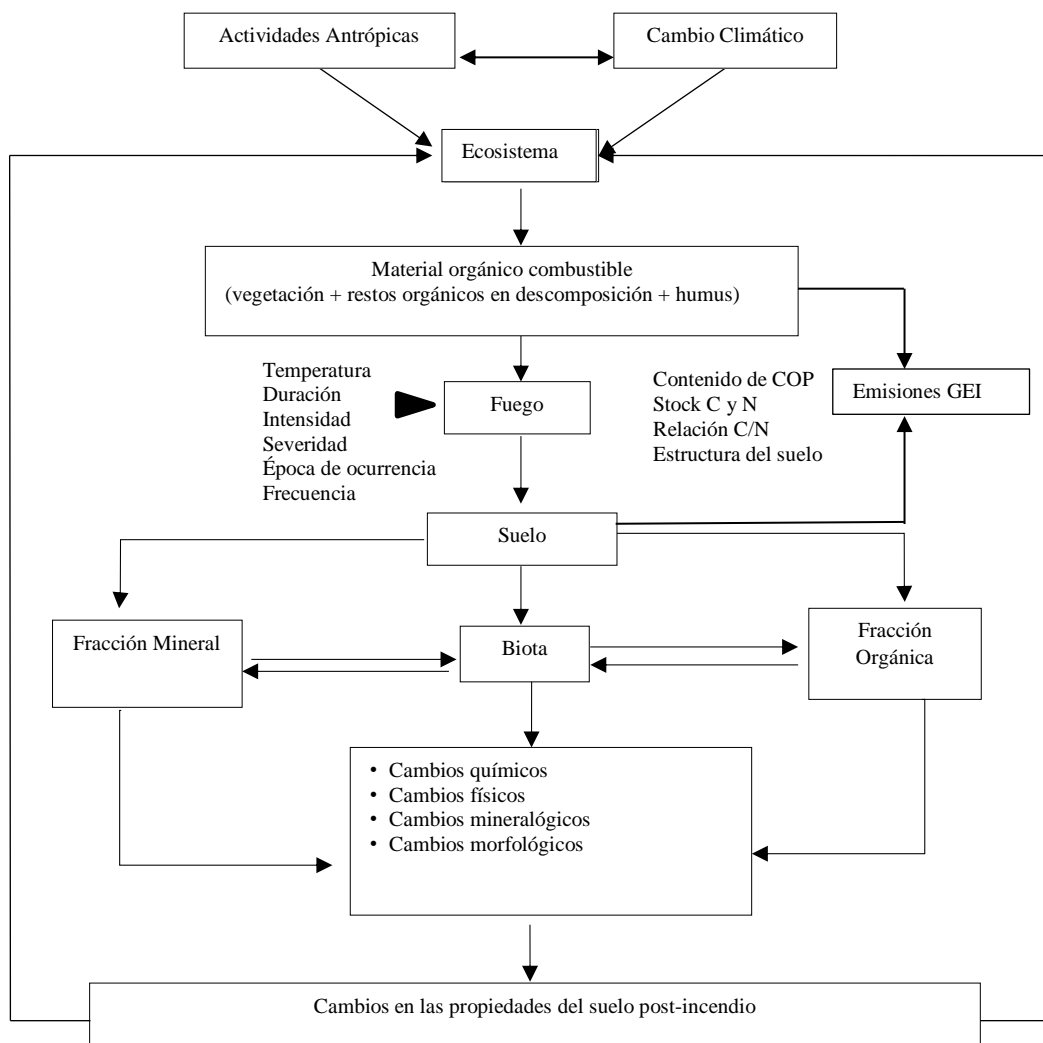 Actividades Antrópicas
Cambio Climático
Ecosistema
Material orgánico combustible
(vegetación + restos orgánicos en descomposición + humus)
Temperatura
Duración
Intensidad
Severidad
Época de ocurrencia
Frecuencia
Fuego
Contenido de COP
Stock C y N
Relación C/N
Estructura del suelo
Emisiones GEI
Suelo
Fracción Mineral
Biota
Fracción
Orgánica
• Cambios químicos
• Cambios físicos
• Cambios mineralógicos
• Cambios morfológicos
Cambios en las propiedades del suelo post-incendio